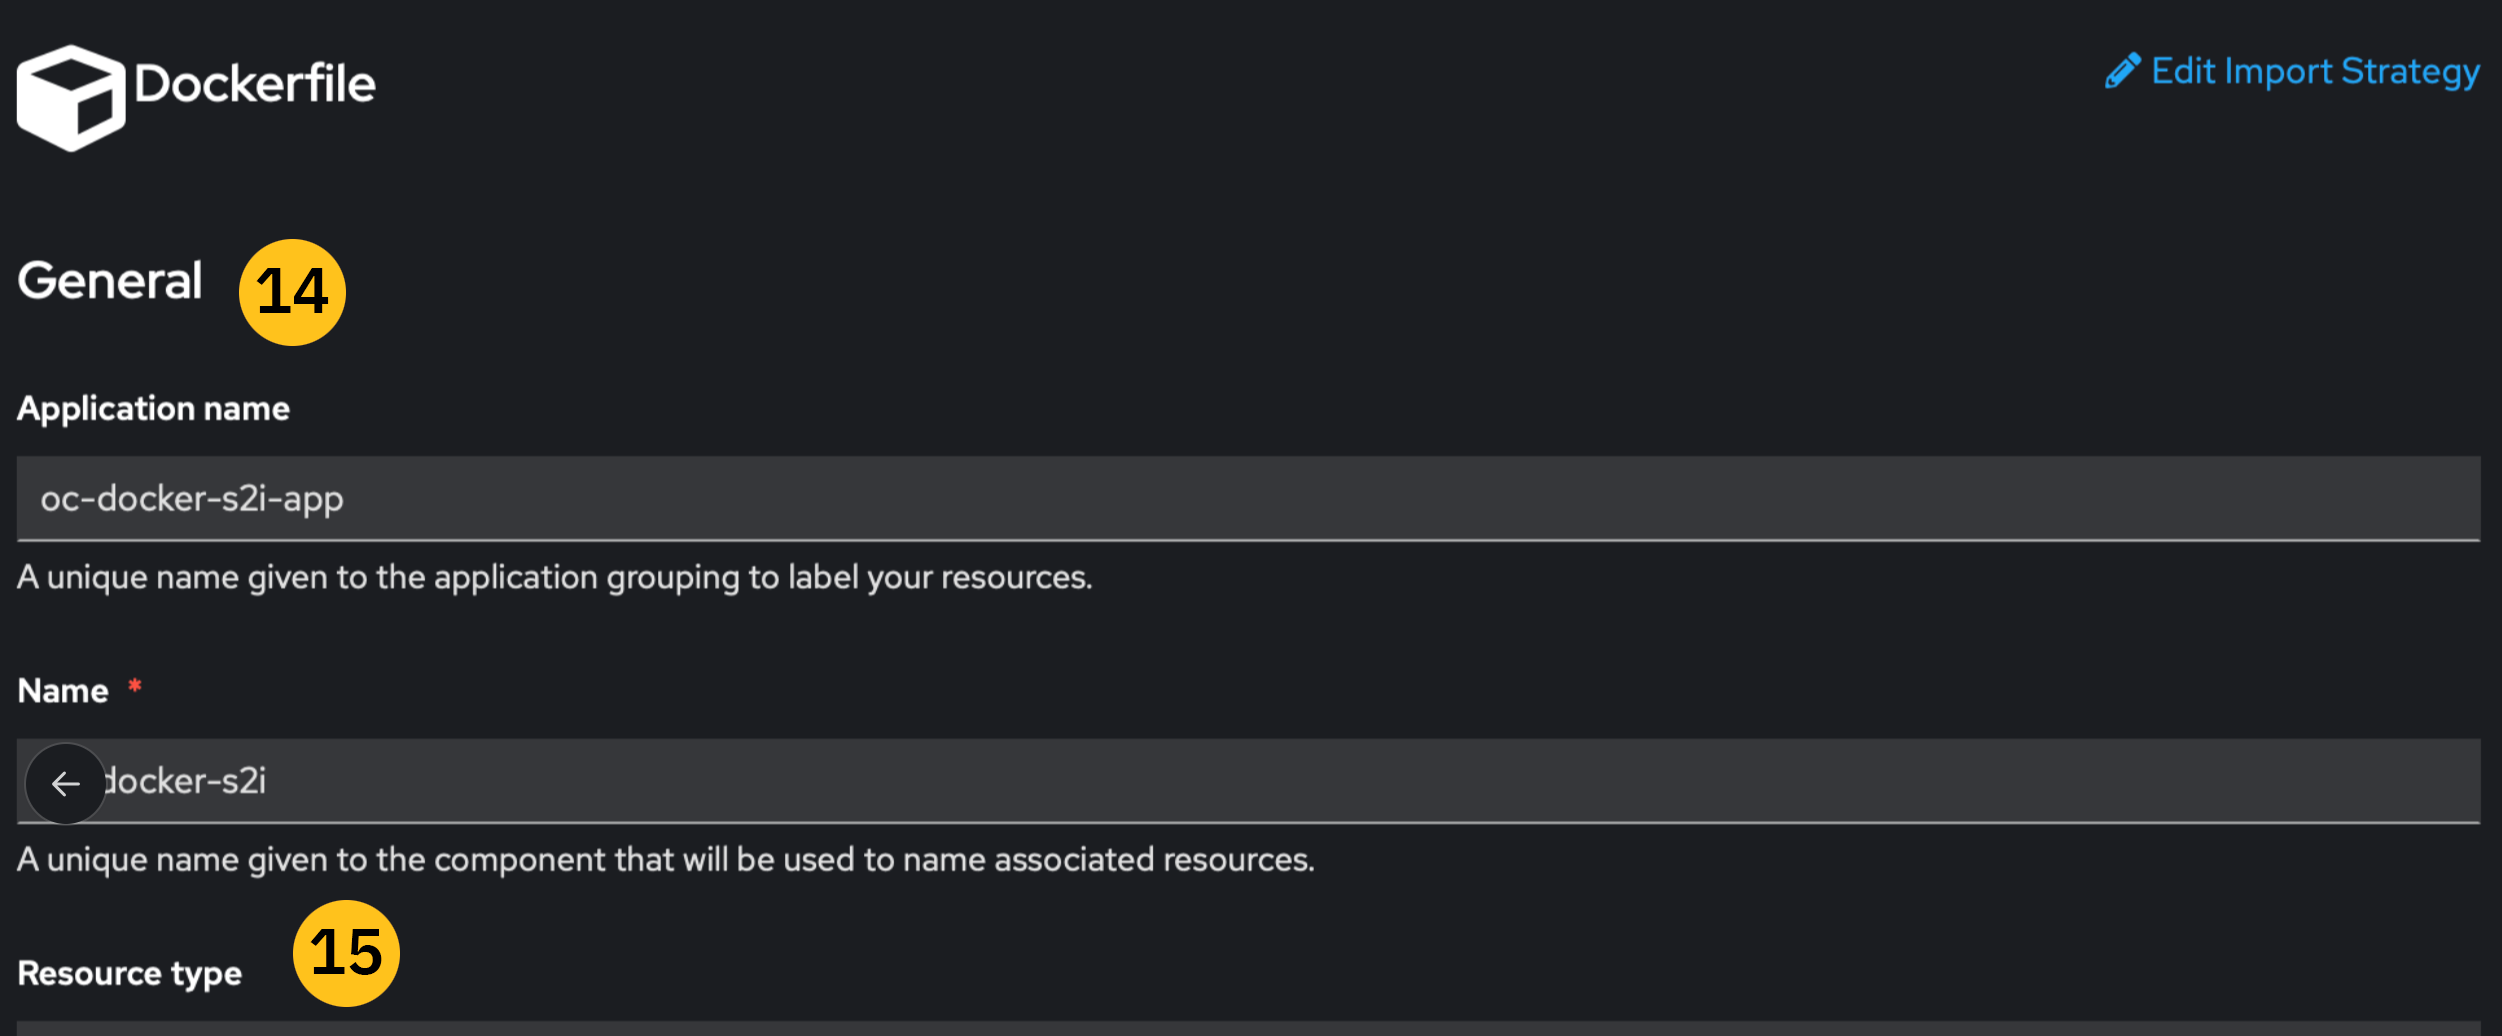 Dockerfile
Edit Import Strategy
General
14
Application name
oc-docker-s2i-app
A unique name given to the application grouping to label your resources.
Name *
docker-s2i
A unique name given to the component that will be used to name associated resources.
Resource type
15